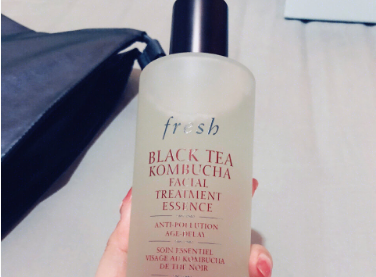 fresh
BLACK TEA
KOMBUCHA
FACIAL
TREATMENT
ESSENCE
ANTI-POLLUTION
AGE-DELAY
SOIN ESSENTIEL
VISAGE AU KOMBUCHA
DE THÉ NOIR